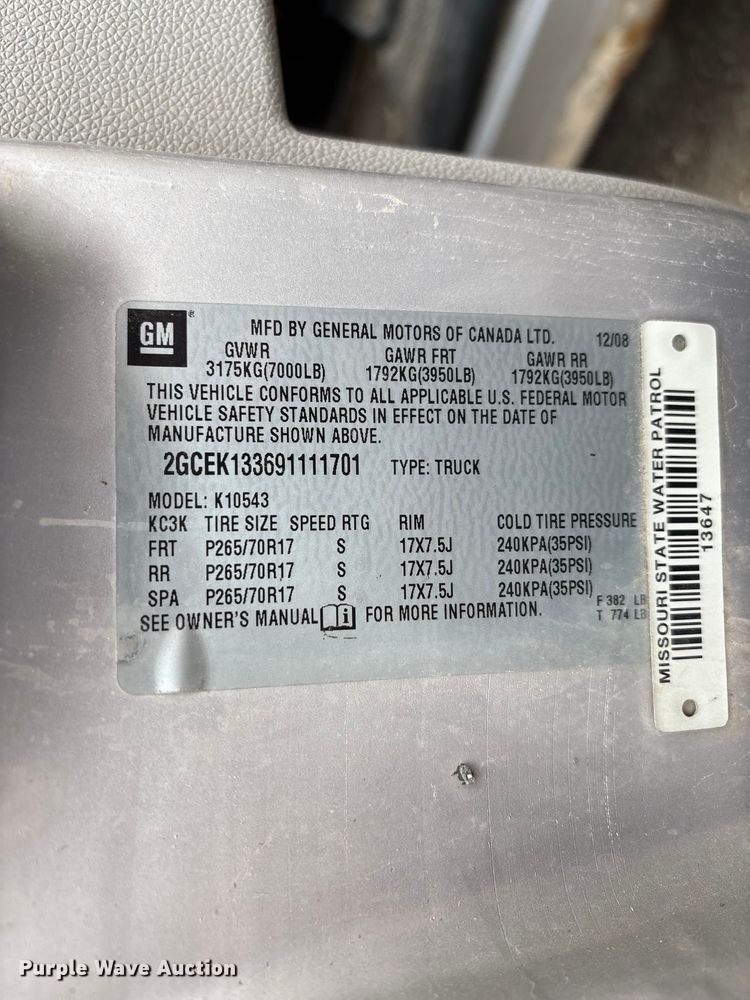 GM ®
MFD BY GENERAL MOTORS OF CANADA LTD. 12/08
GVWR GAWR FRT GAWR RR
3175KG(7000LB) 1792KG(3950LB) 1792KG(3950LB)
THIS VEHICLE CONFORMS TO ALL APPLICABLE U.S. FEDERAL MOTOR
VEHICLE SAFETY STANDARDS IN EFFECT ON THE DATE OF
MANUFACTURE SHOWN ABOVE.
2GCEK133691111701 TYPE: TRUCK
MODEL: K10543
KC3K TIRE SIZE SPEED RTG RIM COLD TIRE PRESSURE
FRT P265/70R17 S 17X7.5J 240KPA(35PSI)
RR P265/70R17 S 17X7.5J 240KPA(35PSI)
SPA P265/70R17 S 17X7.5J 240KPA(35PSI)
F 382 LB
T 774 LB
SEE OWNER'S MANUAL i FOR MORE INFORMATION.
MISSOURI STATE WATER PATROL
13647
Purple Wave Auction